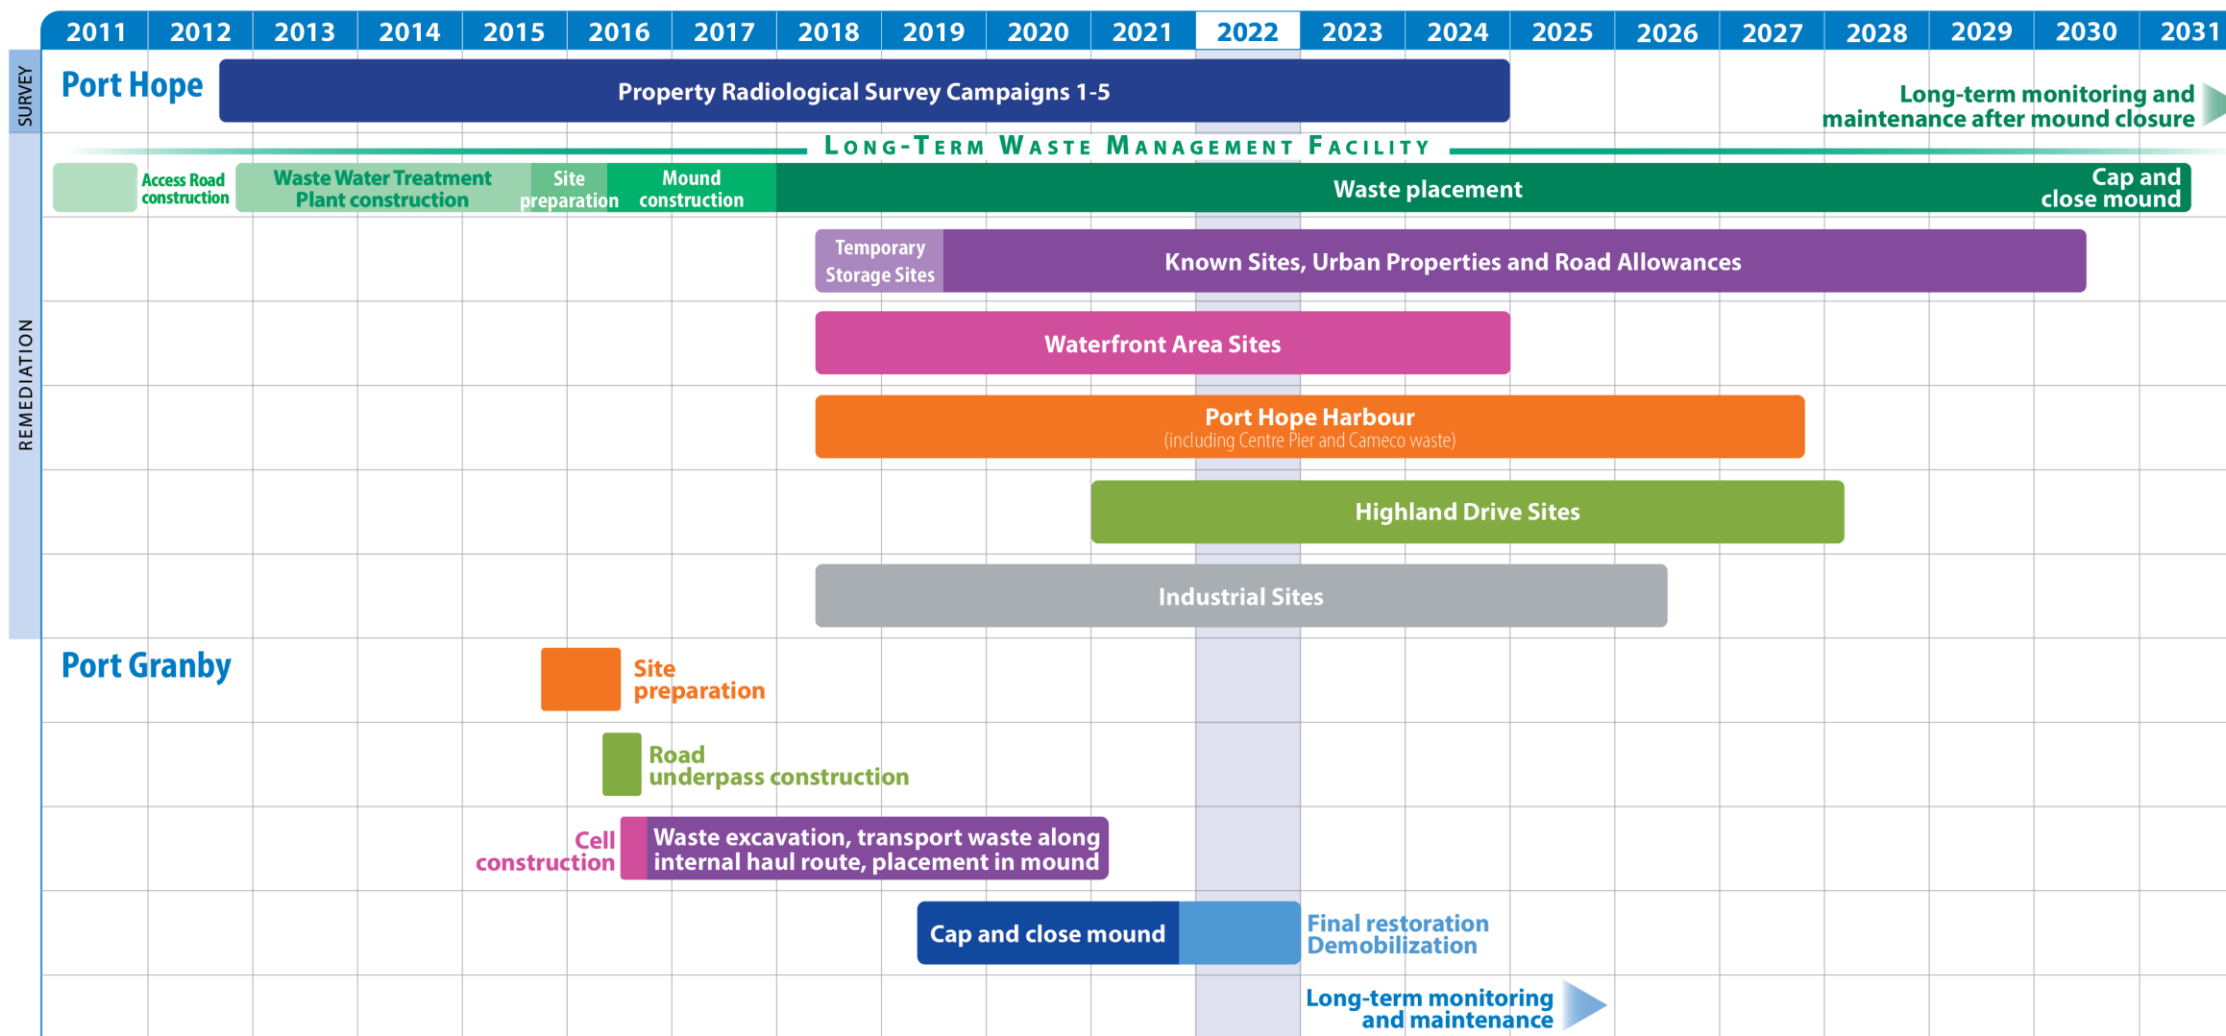 2011 2012 2013 2014 2015 2016 2017 2018 2019 2020 2021 2022 2023 2024 2025 2026 2027 2028 2029 2030 2031
SURVEY
Port Hope
Property Radiological Survey Campaigns 1-5
Long-term monitoring and
maintenance after mound closure
LONG-TERM WASTE MANAGEMENT FACILITY
REMEDIATION
Access Road
construction
Waste Water Treatment
Plant construction
Site
preparation
Mound
construction
Waste placement
Cap and
close mound
Temporary
Storage Sites
Known Sites, Urban Properties and Road Allowances
Waterfront Area Sites
Port Hope Harbour
(including Centre Pier and Cameco waste)
Highland Drive Sites
Industrial Sites
Port Granby
Site
preparation
Road
underpass construction
Cell
construction
Waste excavation, transport waste along
internal haul route, placement in mound
Cap and close mound
Final restoration
Demobilization
Long-term monitoring
and maintenance